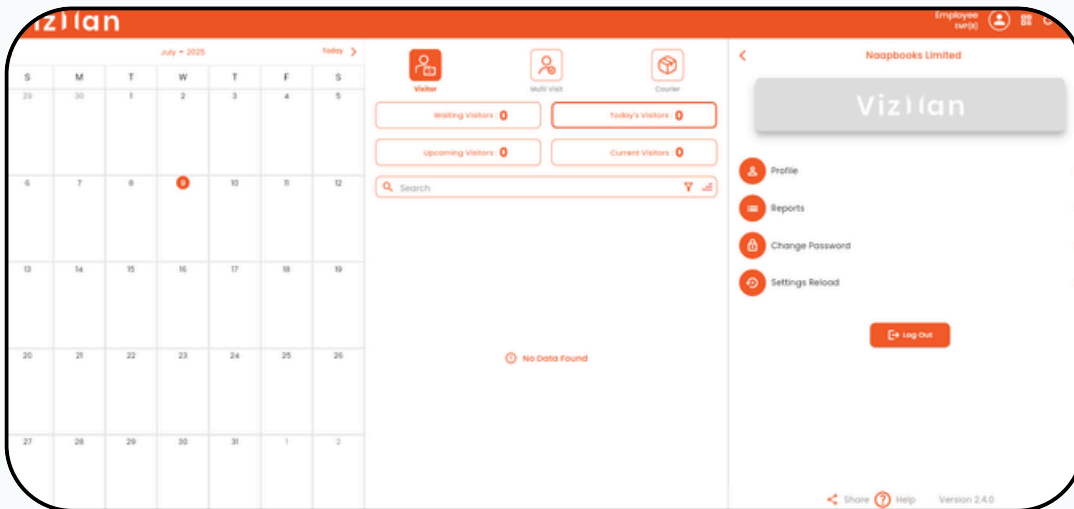 Employee
EMP(R)
July - 2025
Today
S M T W T F S
29 30 1 2 3 4 5
6 7 8 9 10 11 12
13 14 15 16 17 18 19
20 21 22 23 24 25 26
27 28 29 30 31 1 2
Visitor
Multi Visit
Courier
Waiting Visitors : 0
Today's Visitors : 0
Upcoming Visitors : 0
Current Visitors : 0
Search
No Data Found
Naapbooks Limited
Profile
Reports
Change Password
Settings Reload
Log Out
Share
Help
Version 2.4.0